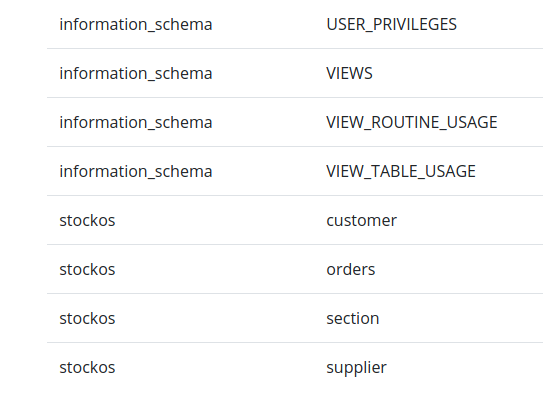 information_schema USER_PRIVILEGES
information_schema VIEWS
information_schema VIEW_ROUTINE_USAGE
information_schema VIEW_TABLE_USAGE
stockos customer
stockos orders
stockos section
stockos supplier